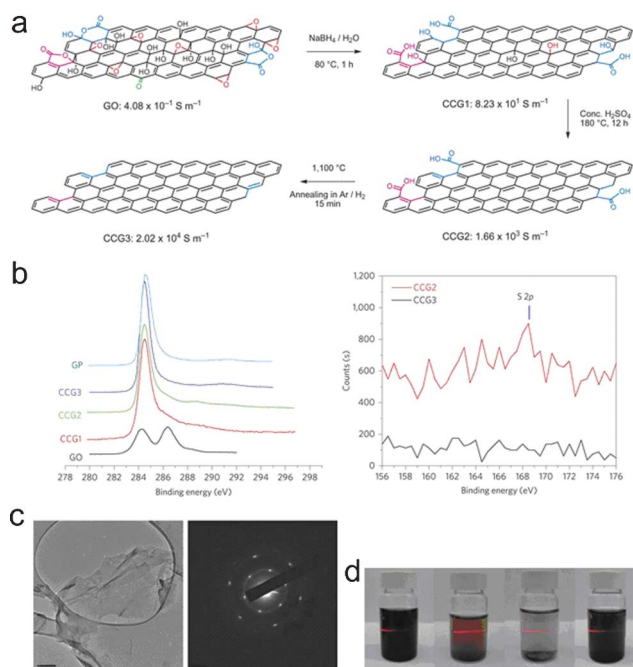 a
NaBH4 / H2O
80 °C, 1 h
GO: 4.08 x 10⁻¹ S m⁻¹
CCG1: 8.23 x 10¹ S m⁻¹
Conc. H2SO4
180 °C, 12 h
1,100 °C
Annealing in Ar / H2
15 min
CCG3: 2.02 x 10⁴ S m⁻¹
CCG2: 1.66 x 10³ S m⁻¹
b
GP
CCG3
CCG2
CCG1
GO
278 280 282 284 286 288 290 292 294 296 298
Binding energy (eV)
1,000
800
600
400
200
0
Counts (s)
CCG2
CCG3
S 2p
156 158 160 162 164 166 168 170 172 174 176
Binding energy (eV)
c
d